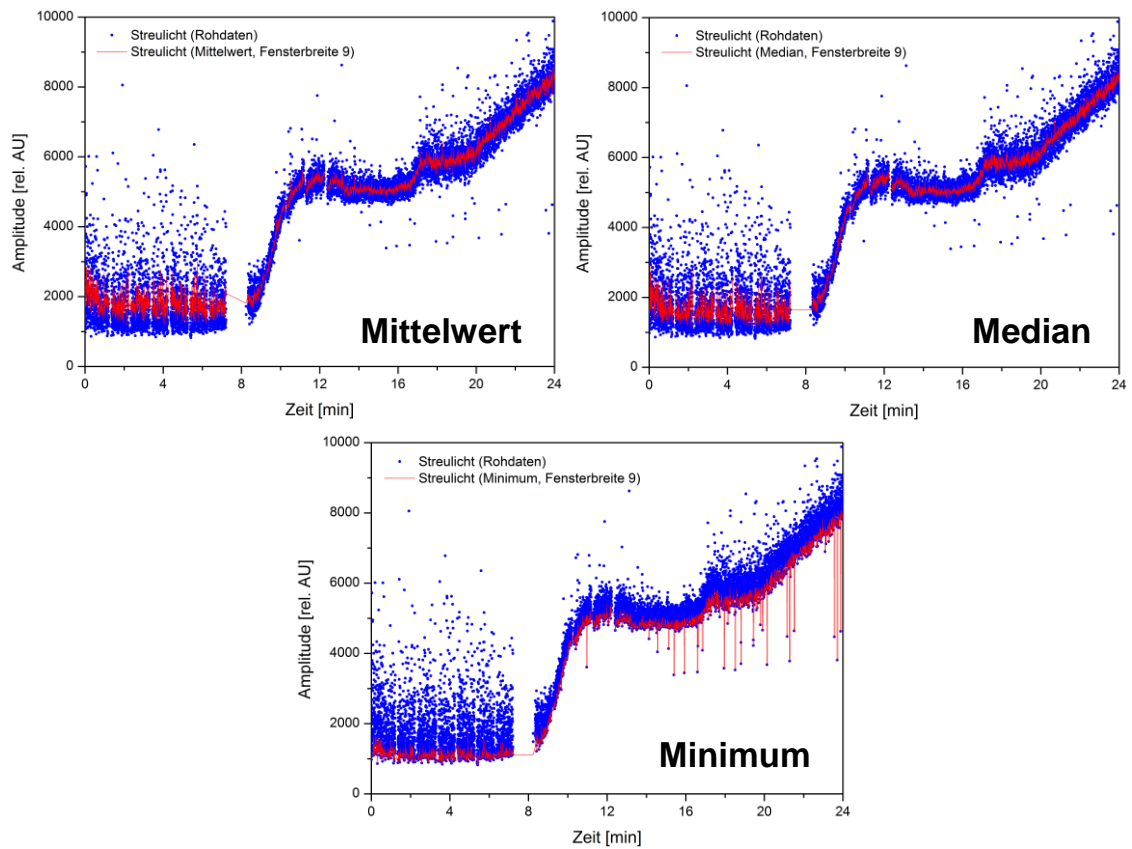 Streulicht (Rohdaten)
Streulicht (Mittelwert, Fensterbreite 9)
Amplitude [rel. AU]
10000
8000
6000
4000
2000
0
0 4 8 12 16 20 24
Zeit [min]
Mittelwert
Streulicht (Rohdaten)
Streulicht (Median, Fensterbreite 9)
Amplitude [rel. AU]
10000
8000
6000
4000
2000
0
0 4 8 12 16 20 24
Zeit [min]
Median
Streulicht (Rohdaten)
Streulicht (Minimum, Fensterbreite 9)
Amplitude [rel. AU]
10000
8000
6000
4000
2000
0
0 4 8 12 16 20 24
Zeit [min]
Minimum